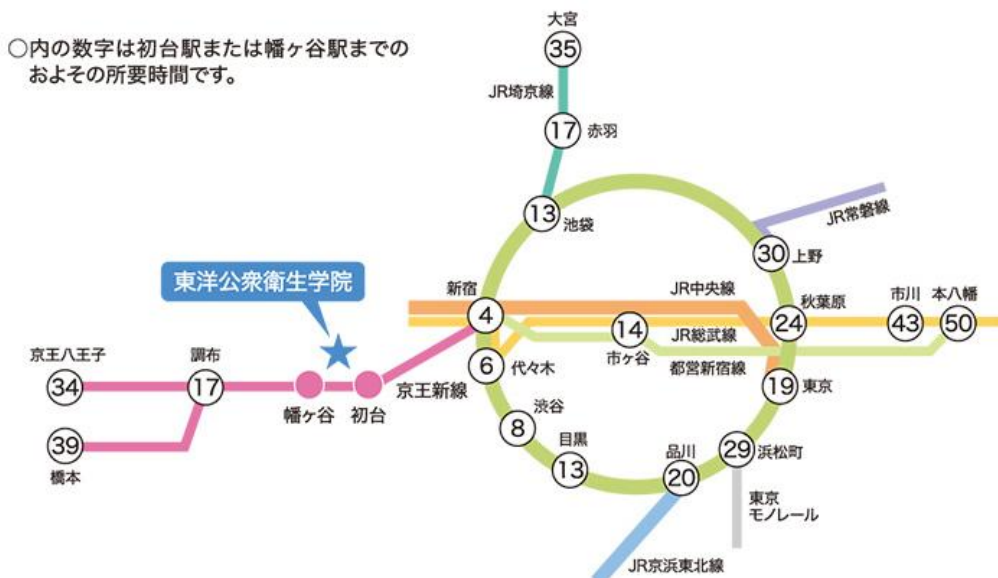 ○内の数字は初台駅または幡ヶ谷駅までの
およその所要時間です。
大宮
35
JR埼京線
17
赤羽
13
池袋
JR常磐線
30
上野
東洋公衆衛生学院
新宿
4
JR中央線
秋葉原
24
市川
43
本八幡
50
14
市ヶ谷
JR総武線
都営新宿線
6
代々木
京王新線
京王八王子
34
調布
17
幡ヶ谷
初台
19
東京
39
橋本
8
渋谷
目黒
13
品川
20
29
浜松町
東京
モノレール
JR京浜東北線